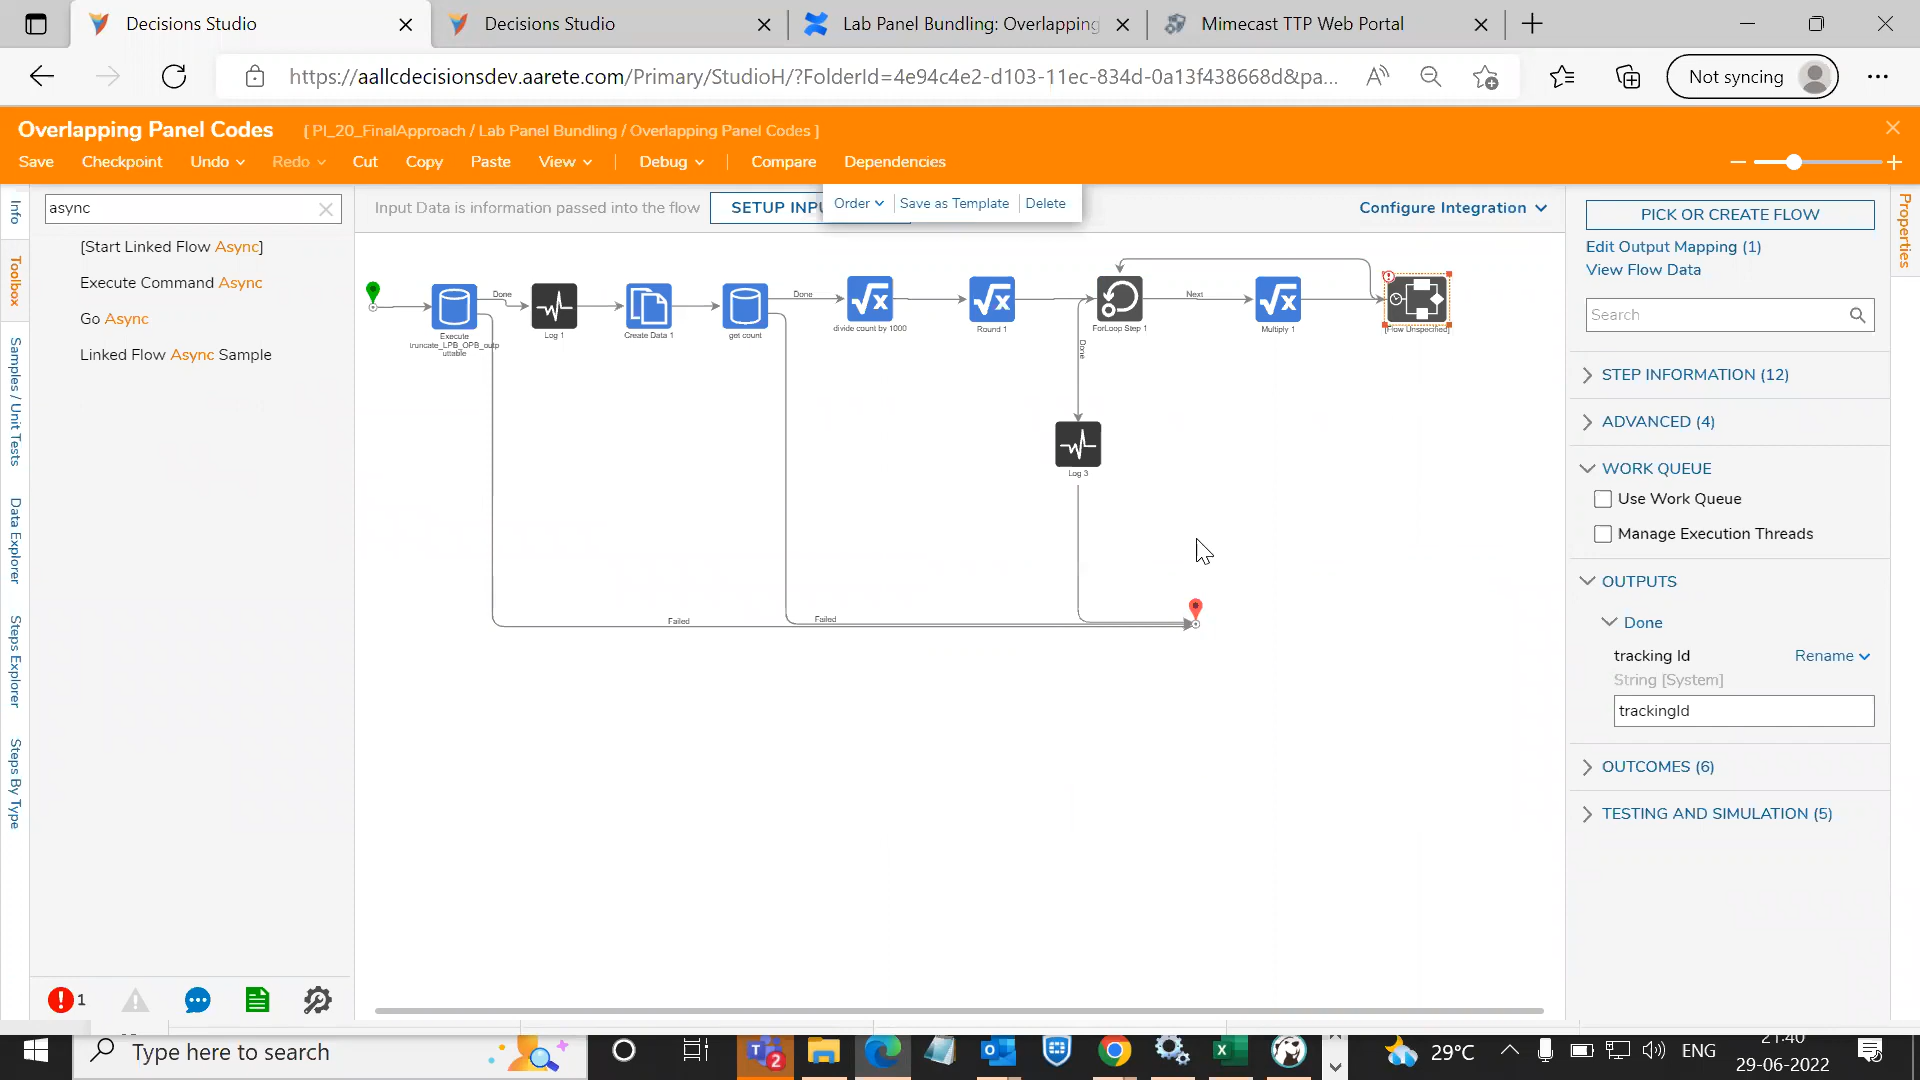 Decisions Studio
Decisions Studio
Lab Panel Bundling: Overlapping
Mimecast TTP Web Portal
https://aallcdecisionsdev.aarete.com/Primary/StudioH/?FolderId=4e94c4e2-d103-11ec-834d-0a13f438668d&pa...
Not syncing
Overlapping Panel Codes
[ PI_20_FinalApproach / Lab Panel Bundling / Overlapping Panel Codes ]
Save
Checkpoint
Undo
Redo
Cut
Copy
Paste
View
Debug
Compare
Dependencies
Info
Toolbox
Samples / Unit Tests
Data Explorer
Steps Explorer
Steps By Type
async
[Start Linked Flow Async]
Execute Command Async
Go Async
Linked Flow Async Sample
1
Input Data is information passed into the flow
SETUP INPU
Order
Save as Template
Delete
Configure Integration
Execute
truncate_LPB_OPB_outp
uttable
Done
Log 1
Create Data 1
get count
Done
divide count by 1000
Round 1
ForLoop Step 1
Next
Multiply 1
[Flow Unspecified]
Done
Log 3
Failed
Failed
Properties
PICK OR CREATE FLOW
Edit Output Mapping (1)
View Flow Data
Search
STEP INFORMATION (12)
ADVANCED (4)
WORK QUEUE
Use Work Queue
Manage Execution Threads
OUTPUTS
Done
tracking Id
Rename
String [System]
trackingId
OUTCOMES (6)
TESTING AND SIMULATION (5)
Type here to search
2
29°C
ENG
21:40
29-06-2022